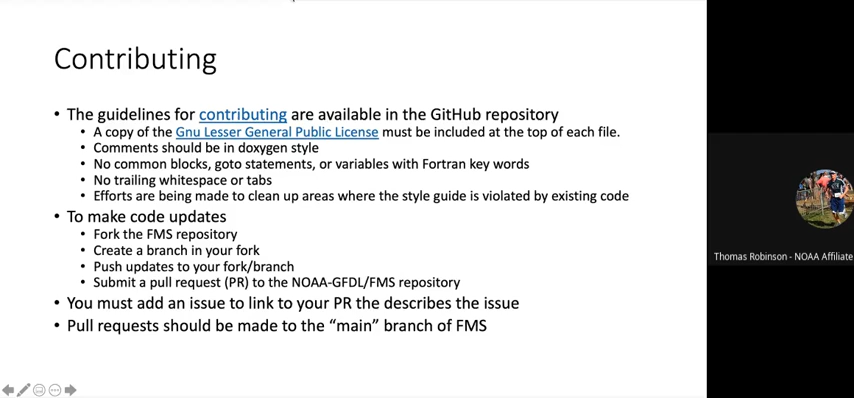 Contributing
• The guidelines for contributing are available in the GitHub repository
• A copy of the Gnu Lesser General Public License must be included at the top of each file.
• Comments should be in doxygen style
• No common blocks, goto statements, or variables with Fortran key words
• No trailing whitespace or tabs
• Efforts are being made to clean up areas where the style guide is violated by existing code
• To make code updates
• Fork the FMS repository
• Create a branch in your fork
• Push updates to your fork/branch
• Submit a pull request (PR) to the NOAA-GFDL/FMS repository
• You must add an issue to link to your PR the describes the issue
• Pull requests should be made to the “main” branch of FMS
Thomas Robinson - NOAA Affiliate